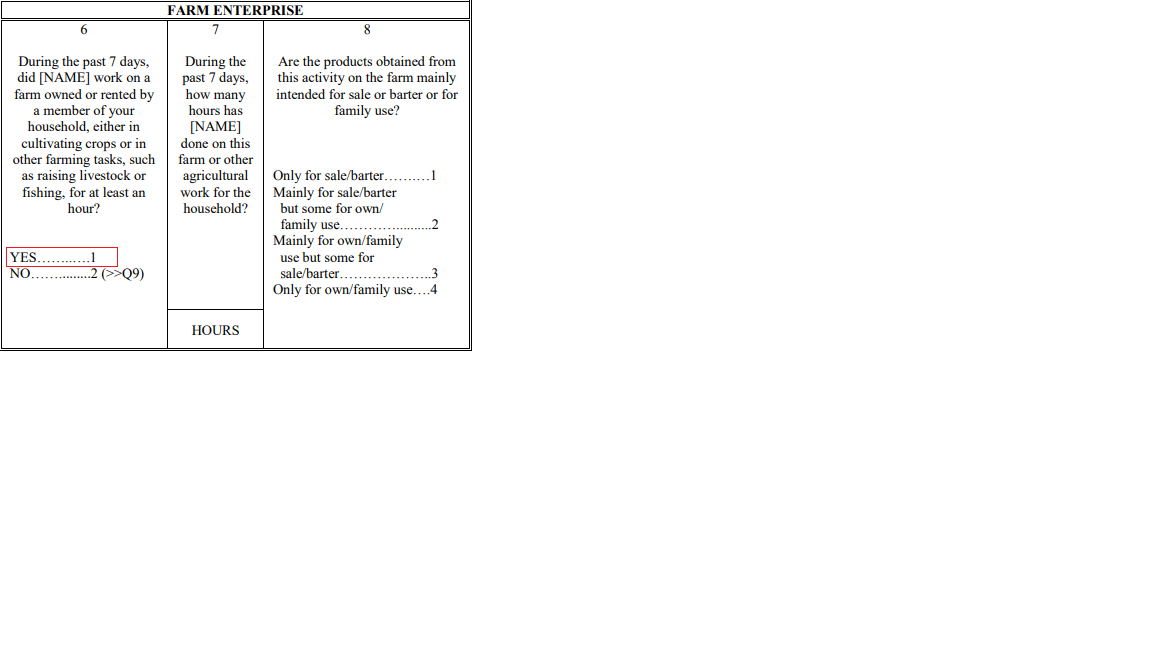 FARM ENTERPRISE
6
During the past 7 days,
did [NAME] work on a
farm owned or rented by
a member of your
household, either in
cultivating crops or in
other farming tasks, such
as raising livestock or
fishing, for at least an
hour?
YES……..….1
NO…….........2 (>>Q9)
7
During the
past 7 days,
how many
hours has
[NAME]
done on this
farm or other
agricultural
work for the
household?
HOURS
8
Are the products obtained from
this activity on the farm mainly
intended for sale or barter or for
family use?
Only for sale/barter……….1
Mainly for sale/barter
but some for own/
family use…………..........2
Mainly for own/family
use but some for
sale/barter………………..3
Only for own/family use….4